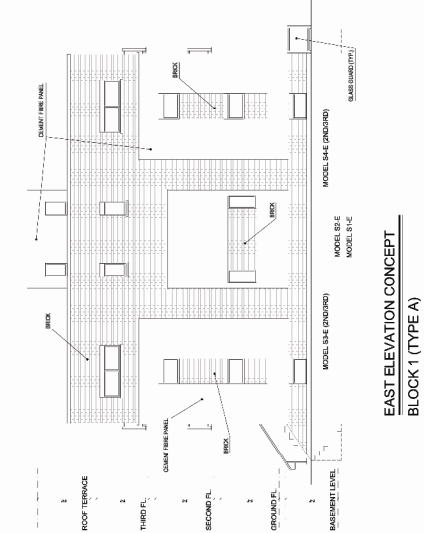 CEMENT FIBRE PANEL
BRICK
BRICK
GLASS GUARD (TYP.)
BRICK
BRICK
CEMENT FIBRE PANEL
MODEL S3-E (2ND/3RD)
MODEL S4-E (2ND/3RD)
MODEL S2-E
MODEL S1-E
ROOF TERRACE
THIRD FL.
SECOND FL.
GROUND FL.
BASEMENT LEVEL
EAST ELEVATION CONCEPT
BLOCK 1 (TYPE A)